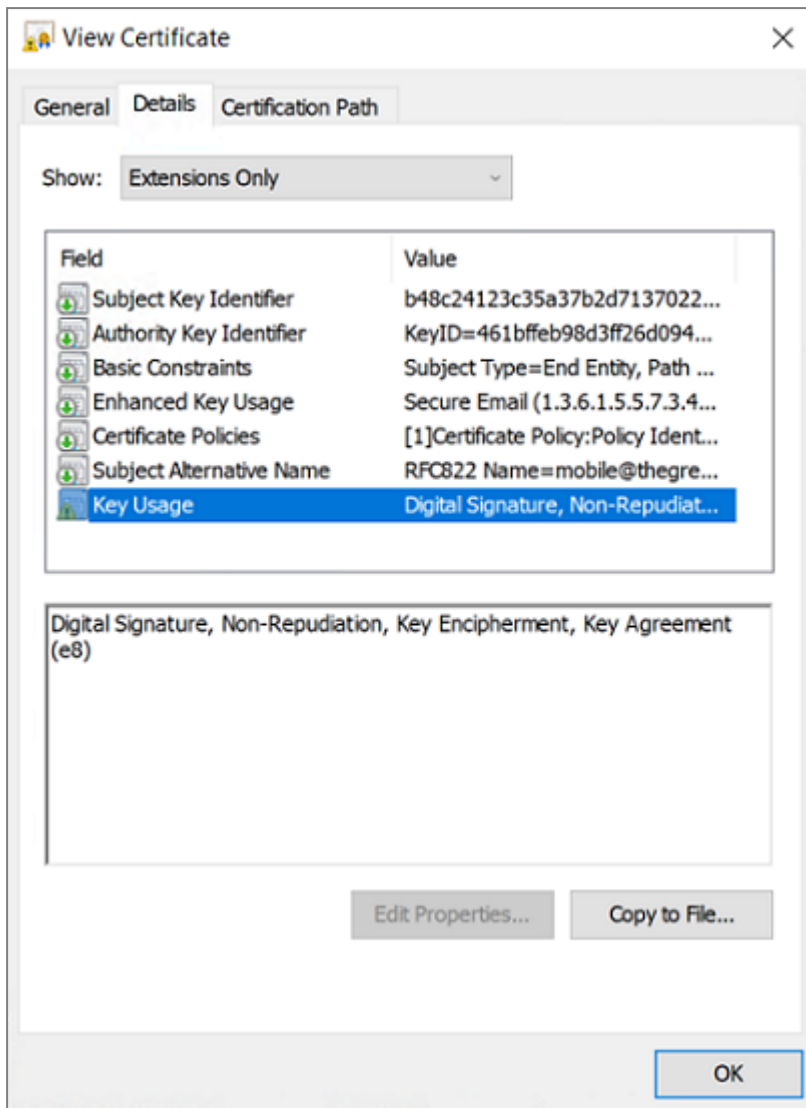 View Certificate
General Details Certification Path
Show: Extensions Only
Field Value
Subject Key Identifier b48c24123c35a37b2d7137022...
Authority Key Identifier KeyID=461bffeb98d3ff26d094...
Basic Constraints Subject Type=End Entity, Path ...
Enhanced Key Usage Secure Email (1.3.6.1.5.5.7.3.4...
Certificate Policies [1]Certificate Policy:Policy Ident...
Subject Alternative Name RFC822 Name=mobile@thegre...
Key Usage Digital Signature, Non-Repudiat...
Digital Signature, Non-Repudiation, Key Encipherment, Key Agreement
(e8)
Edit Properties... Copy to File...
OK